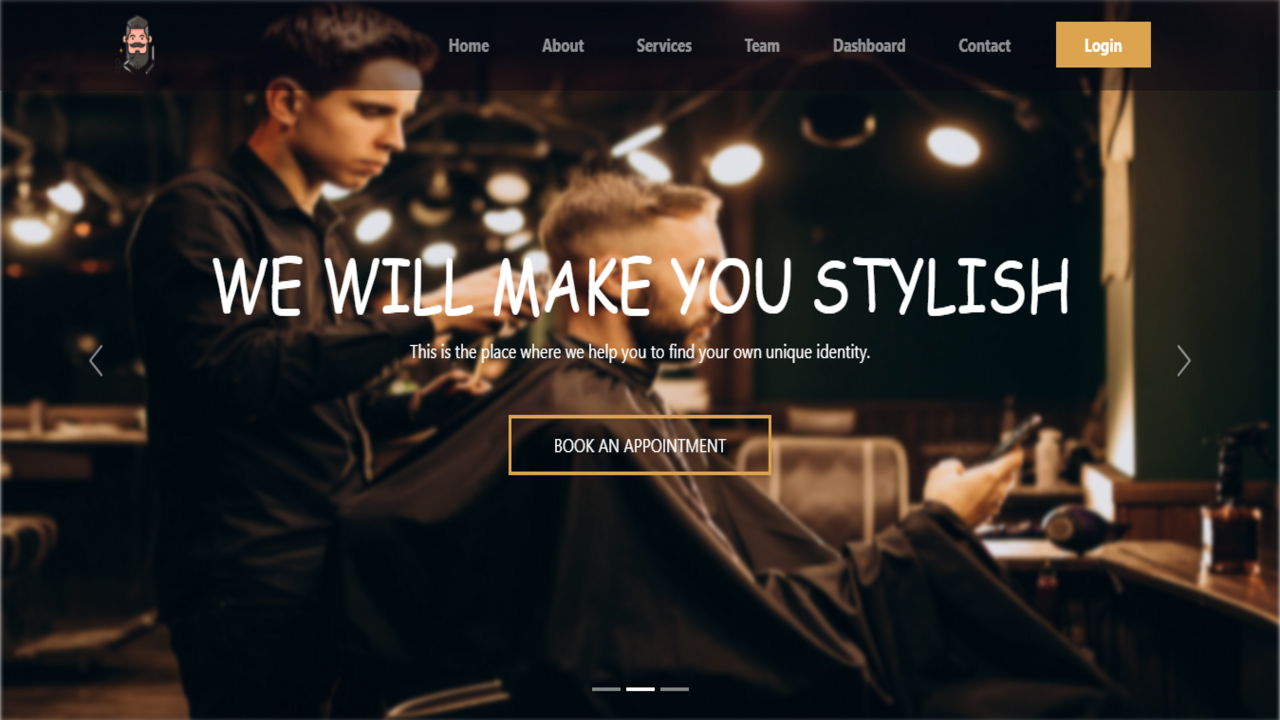 Home About Services Team Dashboard Contact Login
WE WILL MAKE YOU STYLISH
This is the place where we help you to find your own unique identity.
BOOK AN APPOINTMENT